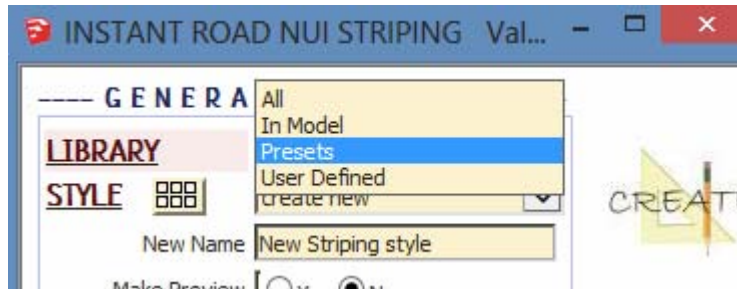 INSTANT ROAD NUI STRIPING Val...
---- GENERA
All
In Model
Presets
User Defined
LIBRARY
STYLE
create new
New Name New Striping style
Make Preview Y N
CREAT